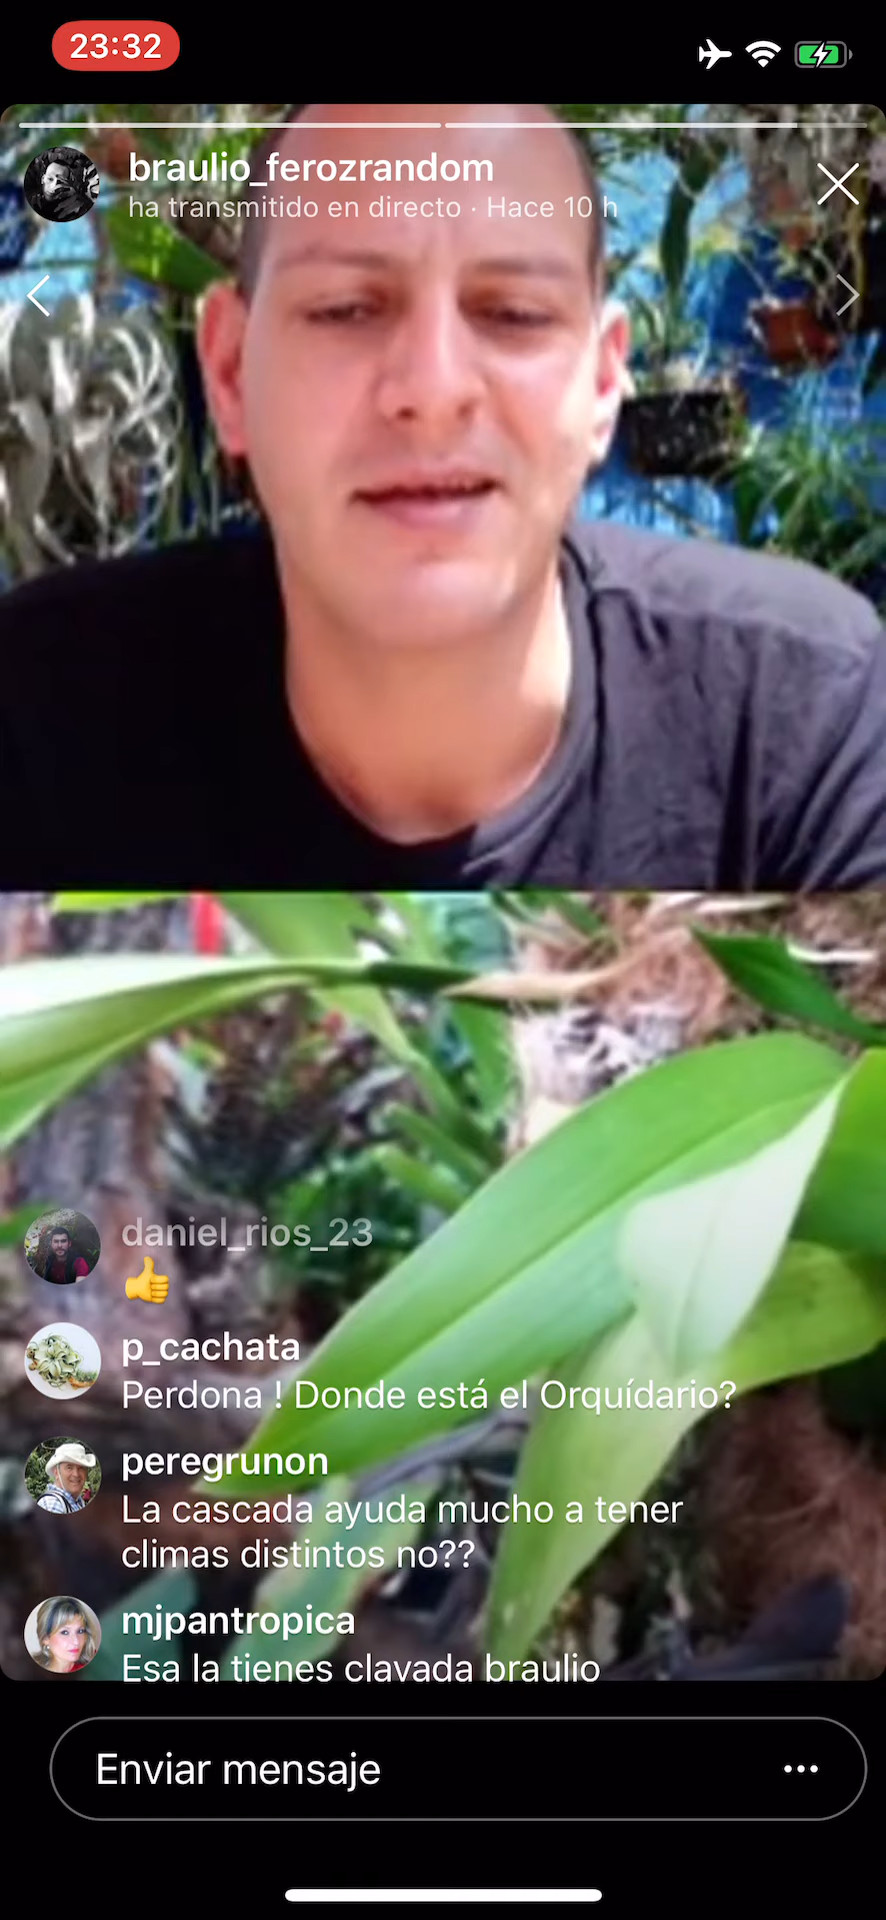 23:32
braulio_ferozrandom
ha transmitido en directo · Hace 10 h
daniel_rios_23
👍
p_cachata
Perdona ! Donde está el Orquídario?
peregrunon
La cascada ayuda mucho a tener
climas distintos no??
mjpantropica
Esa la tienes clavada braulio
Enviar mensaje